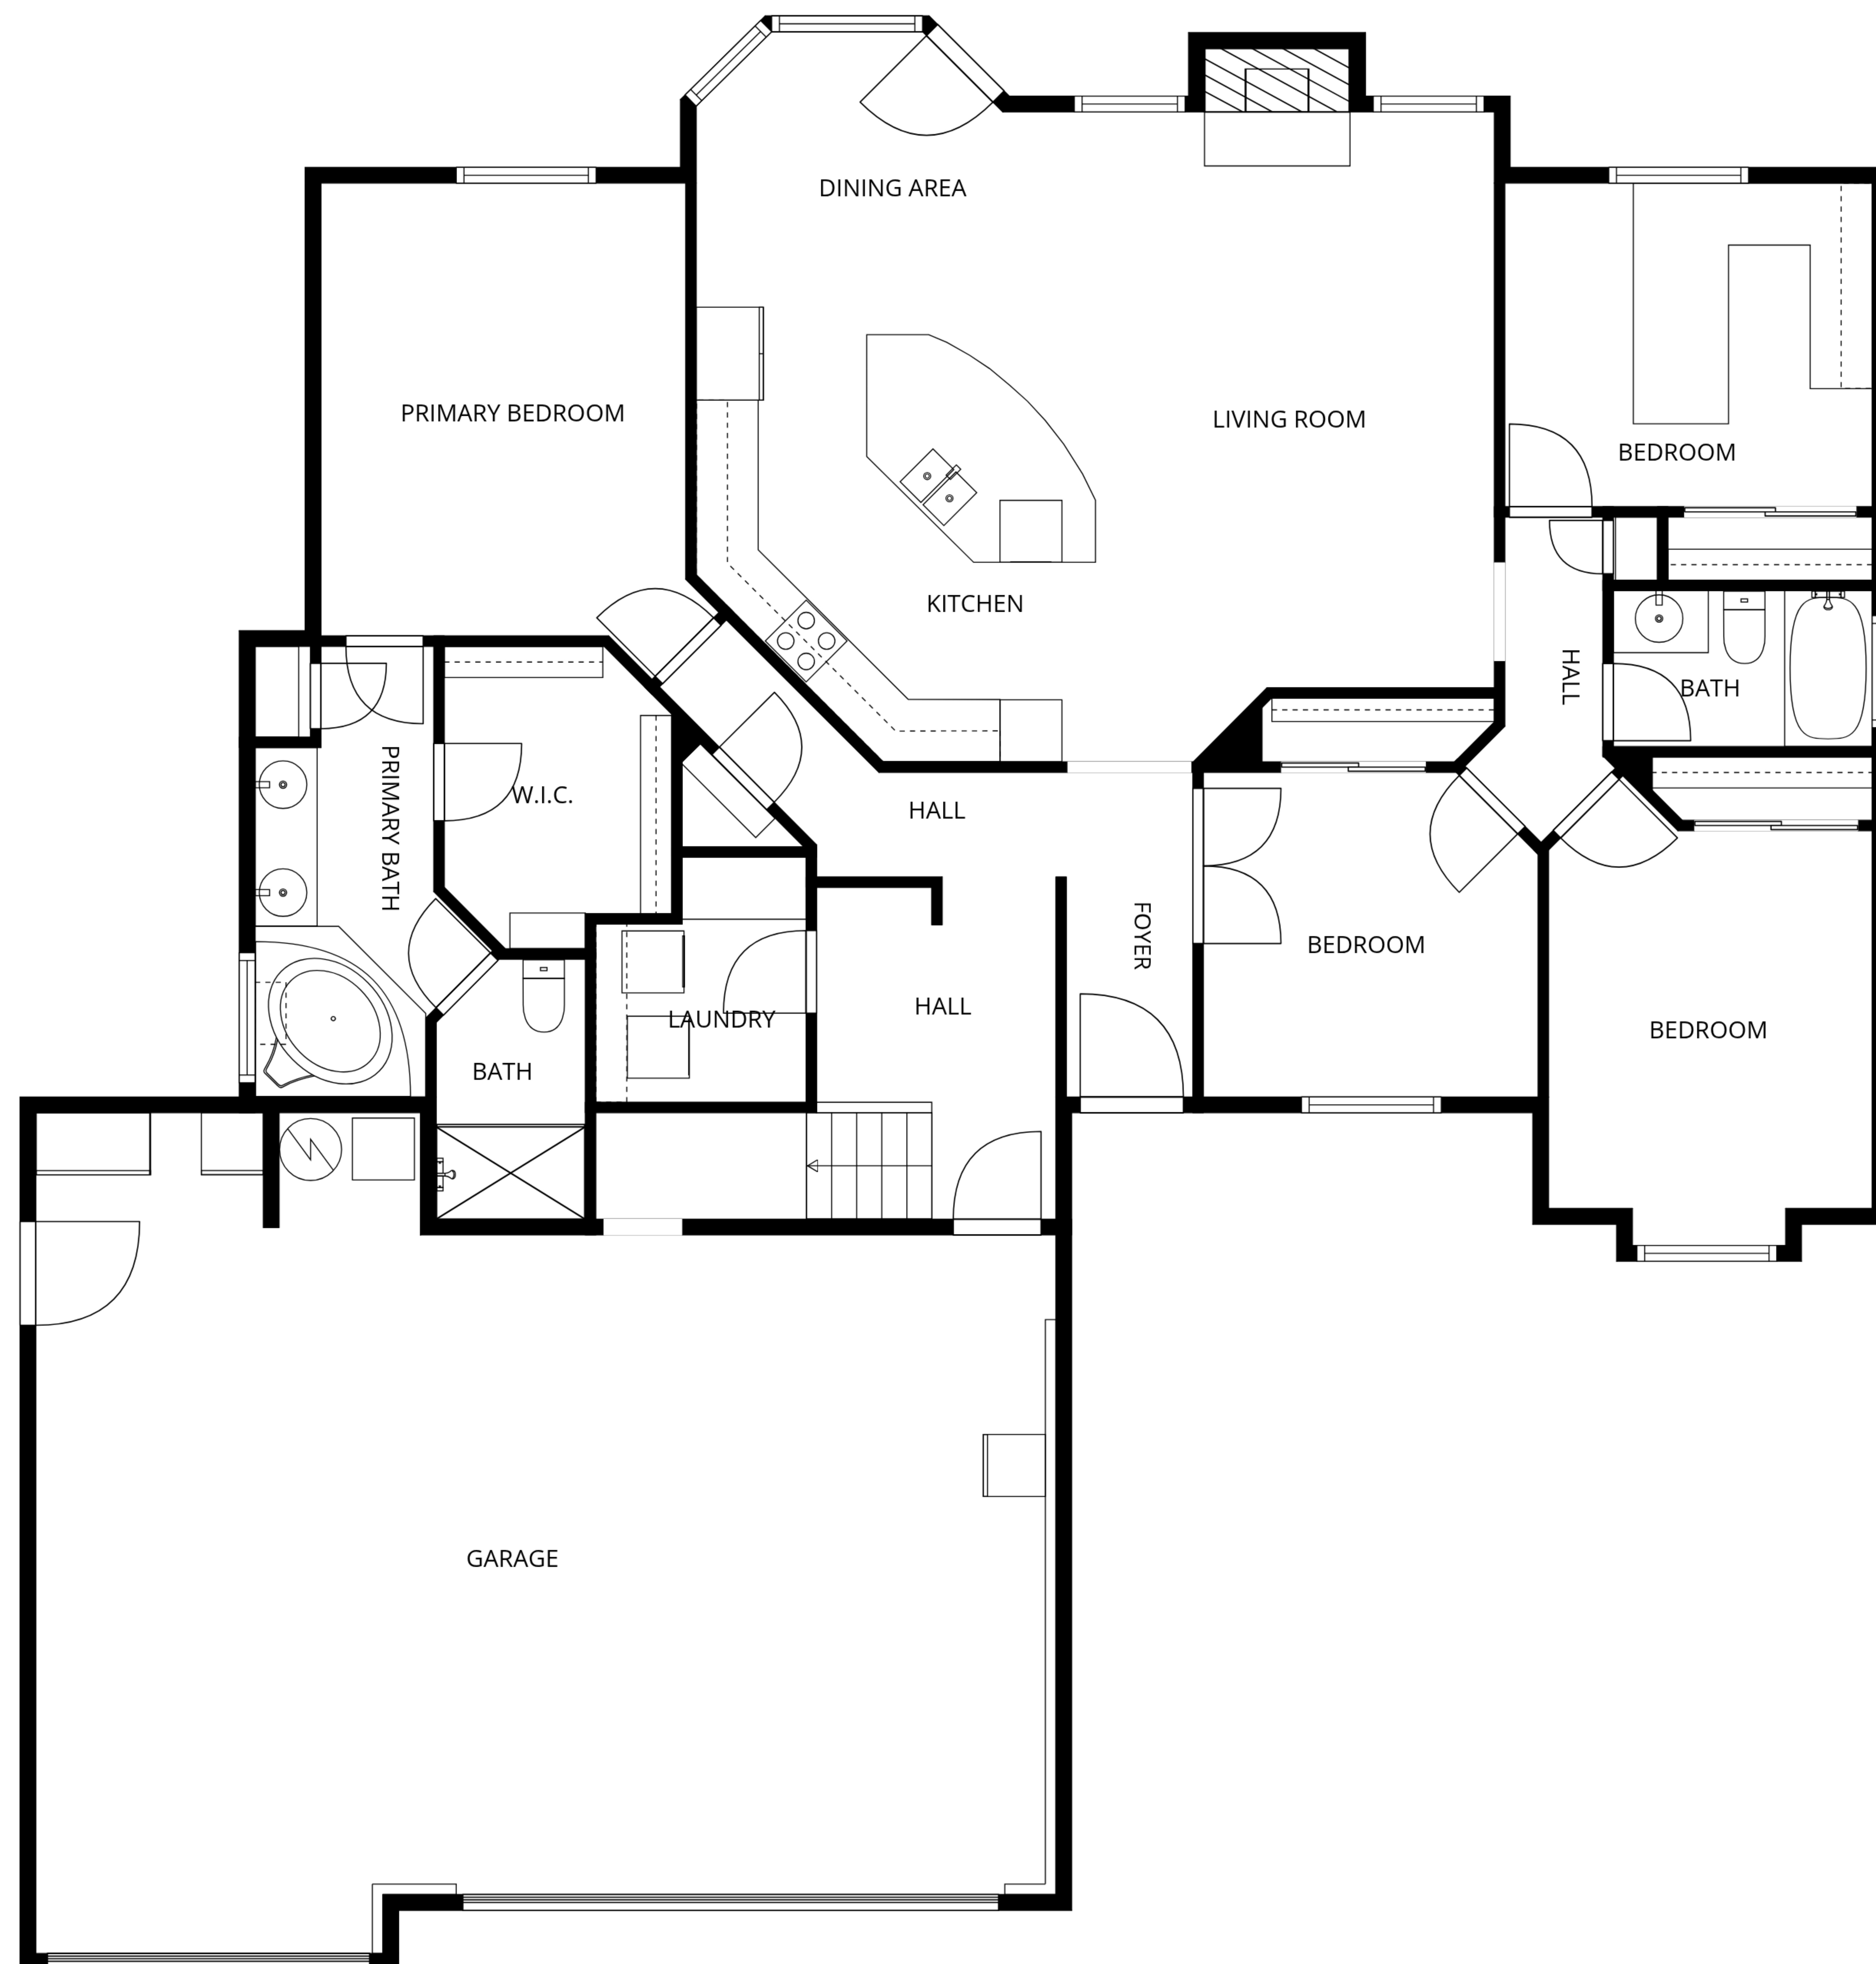 DINING AREA
PRIMARY BEDROOM
LIVING ROOM
BEDROOM
KITCHEN
HALL
BATH
PRIMARY BATH
W.I.C.
HALL
FOYER
BEDROOM
HALL
LAUNDRY
BEDROOM
BATH
GARAGE